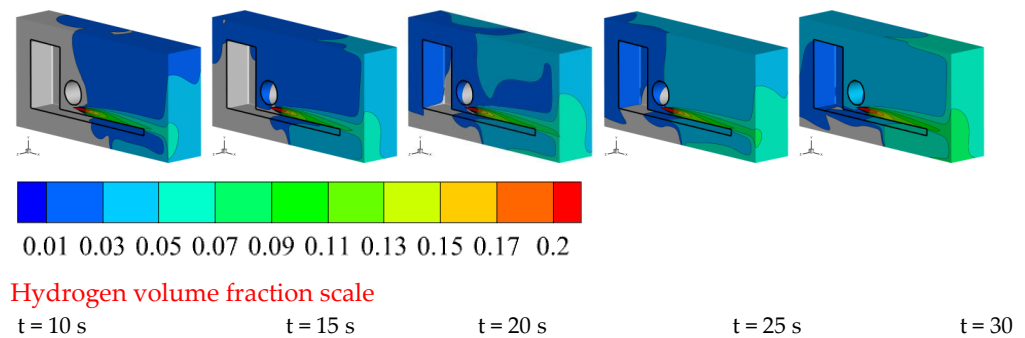 0.01 0.03 0.05 0.07 0.09 0.11 0.13 0.15 0.17 0.2
Hydrogen volume fraction scale
t = 10 s t = 15 s t = 20 s t = 25 s t = 30